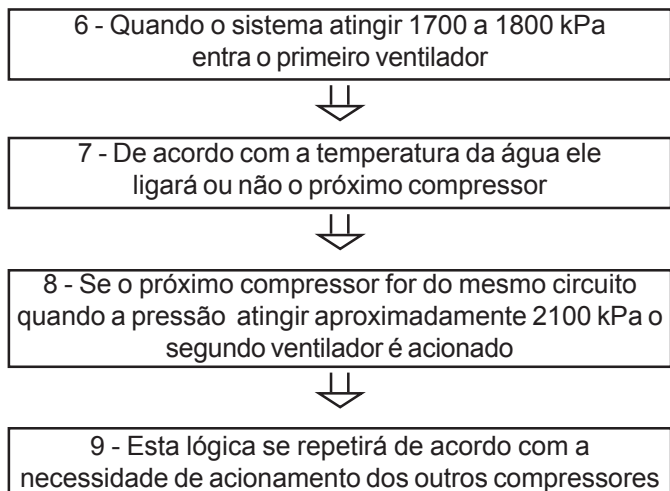 6 - Quando o sistema atingir 1700 a 1800 kPa
entra o primeiro ventilador
7 - De acordo com a temperatura da água ele
ligará ou não o próximo compressor
8 - Se o próximo compressor for do mesmo circuito
quando a pressão atingir aproximadamente 2100 kPa o
segundo ventilador é acionado
9 - Esta lógica se repetirá de acordo com a
necessidade de acionamento dos outros compressores